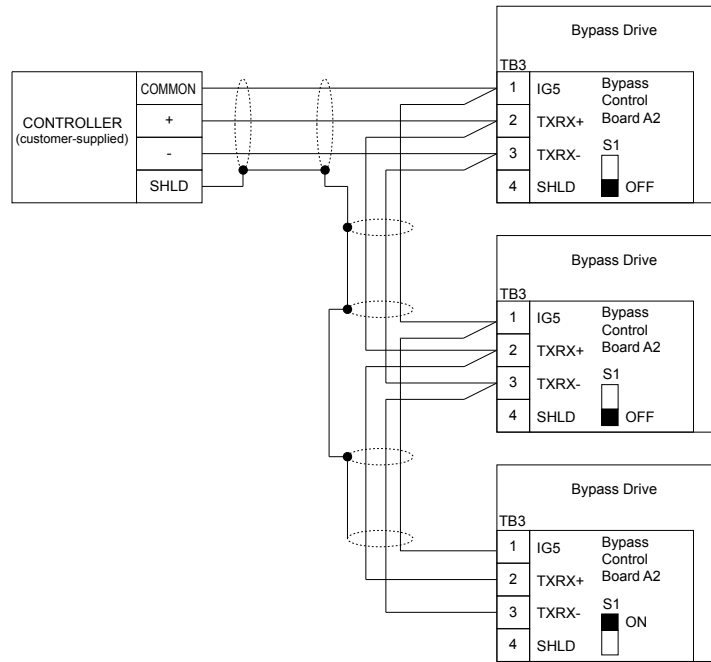 CONTROLLER
(customer-supplied)
COMMON
+
-
SHLD
Bypass Drive
TB3
1 IG5
2 TXRX+
3 TXRX-
4 SHLD
Bypass
Control
Board A2
S1
OFF
Bypass Drive
TB3
1 IG5
2 TXRX+
3 TXRX-
4 SHLD
Bypass
Control
Board A2
S1
OFF
Bypass Drive
TB3
1 IG5
2 TXRX+
3 TXRX-
4 SHLD
Bypass
Control
Board A2
S1
ON